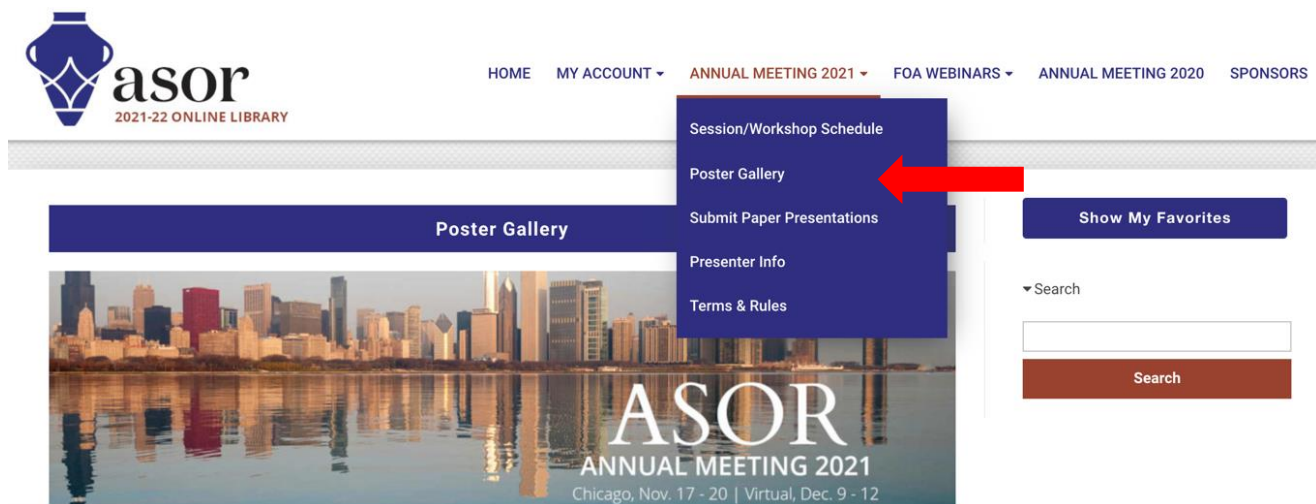 asor
2021-22 ONLINE LIBRARY
HOME MY ACCOUNT ANNUAL MEETING 2021 FOA WEBINARS ANNUAL MEETING 2020 SPONSORS
Session/Workshop Schedule
Poster Gallery
Submit Paper Presentations
Presenter Info
Terms & Rules
Poster Gallery
Show My Favorites
Search
Search
ASOR
ANNUAL MEETING 2021
Chicago, Nov. 17 - 20 | Virtual, Dec. 9 - 12